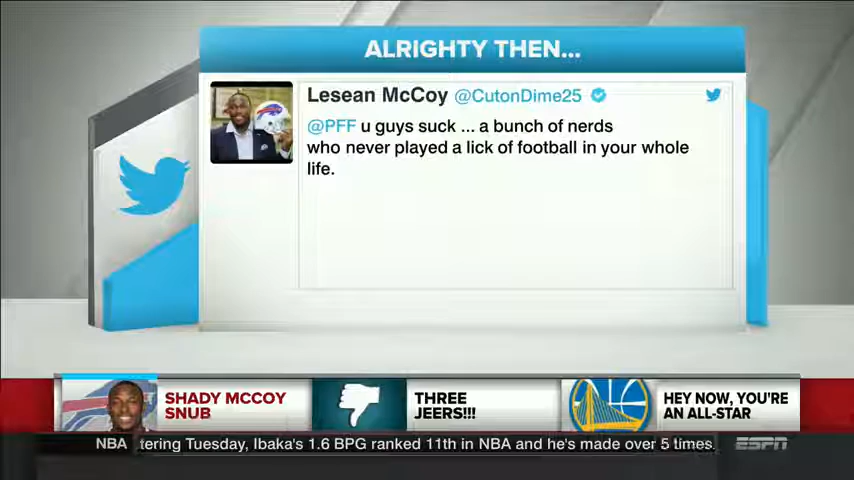 ALRIGHTY THEN...
Lesean McCoy @CutonDime25
@PFF u guys suck ... a bunch of nerds
who never played a lick of football in your whole
life.
SHADY MCCOY
SNUB
THREE
JEERS!!!
HEY NOW, YOU'RE
AN ALL-STAR
NBA tering Tuesday, Ibaka's 1.6 BPG ranked 11th in NBA and he's made over 5 times ESPN